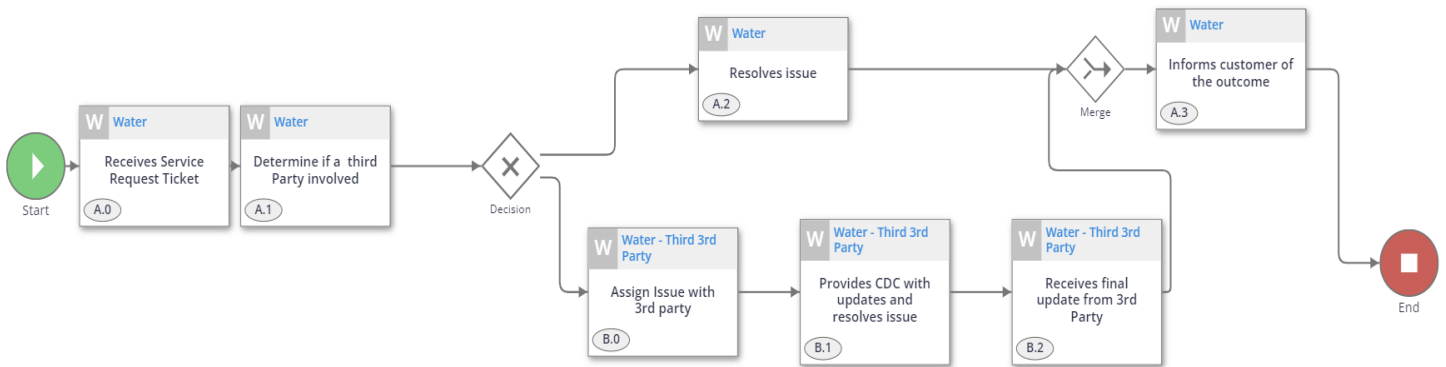 Start
W Water
Receives Service
Request Ticket
A.0
W Water
Determine if a third
Party involved
A.1
Decision
W Water
Resolves issue
A.2
W Water - Third 3rd
Party
Assign Issue with
3rd party
B.0
W Water - Third 3rd
Party
Provides CDC with
updates and
resolves issue
B.1
W Water - Third 3rd
Party
Receives final
update from 3rd
Party
B.2
Merge
W Water
Informs customer of
the outcome
A.3
End